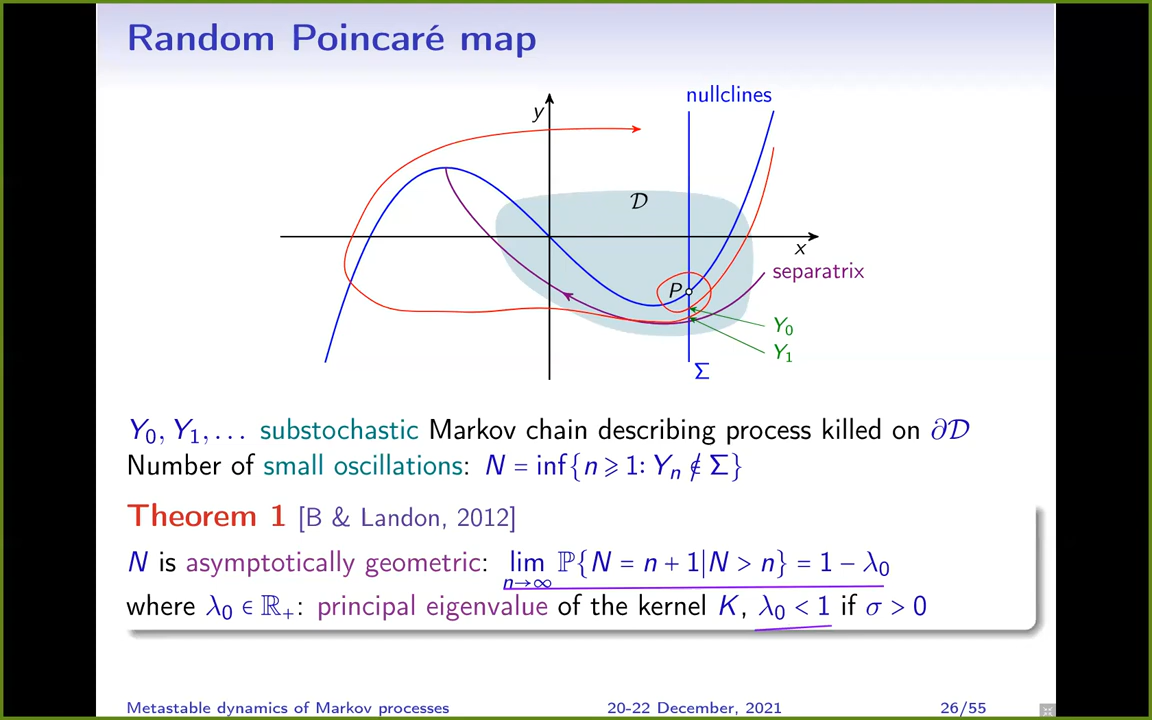 Random Poincaré map
nullclines
y
𝒟
x
separatrix
P
Y₀
Y₁
Σ
Y₀, Y₁, ... substochastic Markov chain describing process killed on ∂𝒟
Number of small oscillations: N = inf{n ⩾ 1: Yₙ ∉ Σ}
Theorem 1 [B & Landon, 2012]
N is asymptotically geometric: lim ℙ{N = n + 1|N > n} = 1 − λ₀
n→∞
where λ₀ ∈ ℝ₊: principal eigenvalue of the kernel K, λ₀ < 1 if σ > 0
Metastable dynamics of Markov processes 20-22 December, 2021 26/55